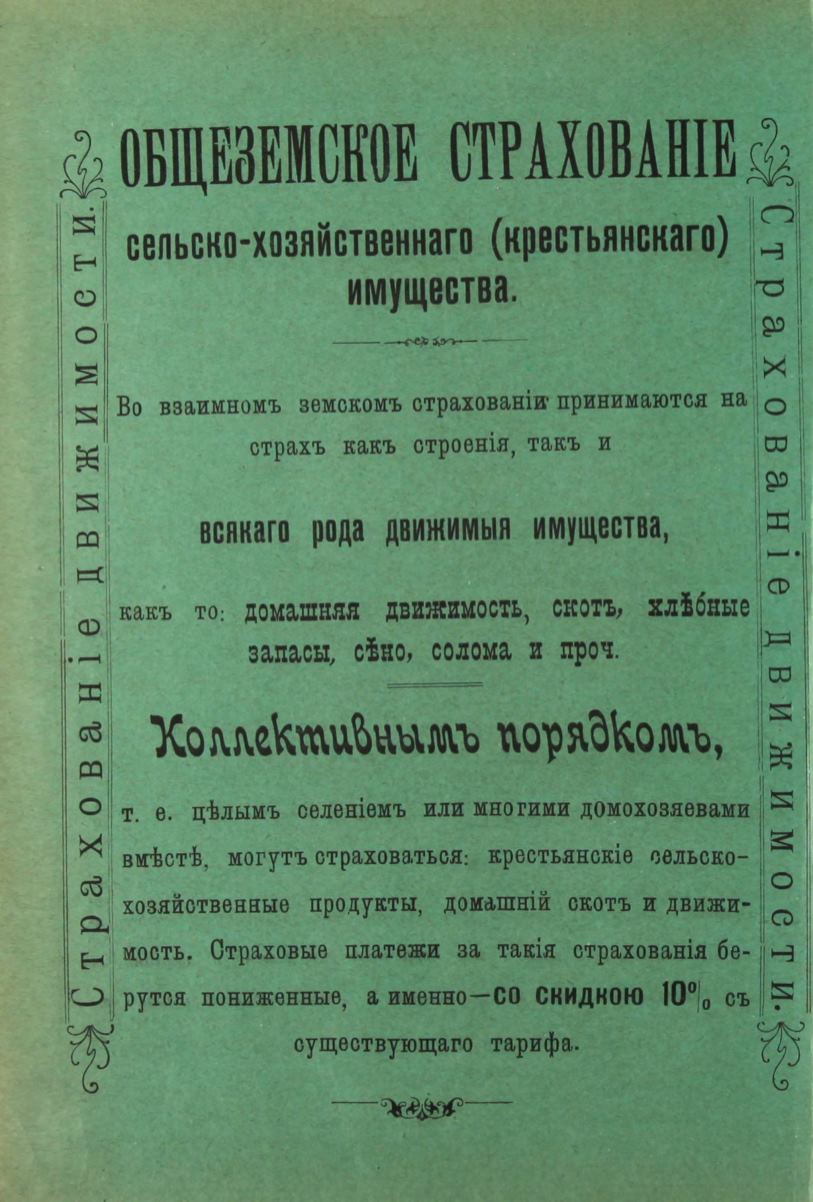 ОБЩЕЗЕМСКОЕ СТРАХОВАНІЕ
сельско-хозяйственнаго (крестьянскаго)
имущества.
Во взаимномъ земскомъ страхованіи принимаются на
страхъ какъ строенія, такъ и
всякаго рода движимыя имущества,
какъ то: домашняя движимость, скотъ, хлѣбные
запасы, сѣно, солома и проч.
Коллективнымъ порядкомъ,
т. е. цѣлымъ селеніемъ или многими домохозяевами
вмѣстѣ, могутъ страховаться: крестьянскіе сельско-
хозяйственные продукты, домашній скотъ и движи-
мость. Страховые платежи за такія страхованія бе-
рутся пониженные, а именно—со скидкою 10% съ
существующаго тарифа.
Страхованіе движимости.
Страхованіе движимости.